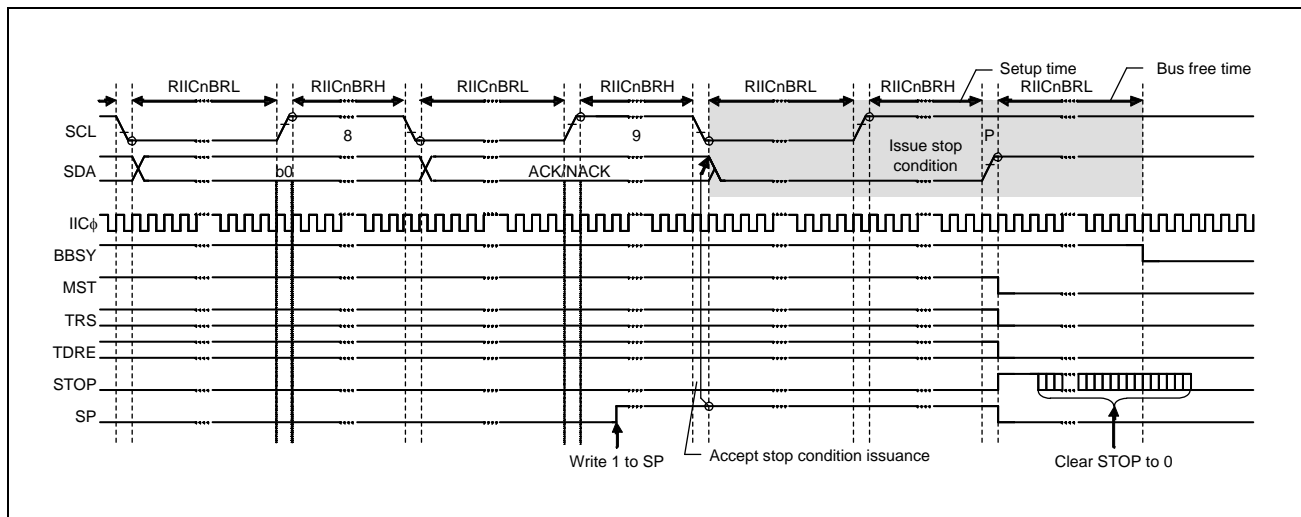 Setup time
Bus free time
RIICnBRL RIICnBRH RIICnBRL RIICnBRH RIICnBRL RIICnBRH RIICnBRL
SCL 8 9 Issue stop condition P
SDA b0 ACK/NACK
IICϕ
BBSY
MST
TRS
TDRE
STOP
SP
Write 1 to SP
Accept stop condition issuance
Clear STOP to 0